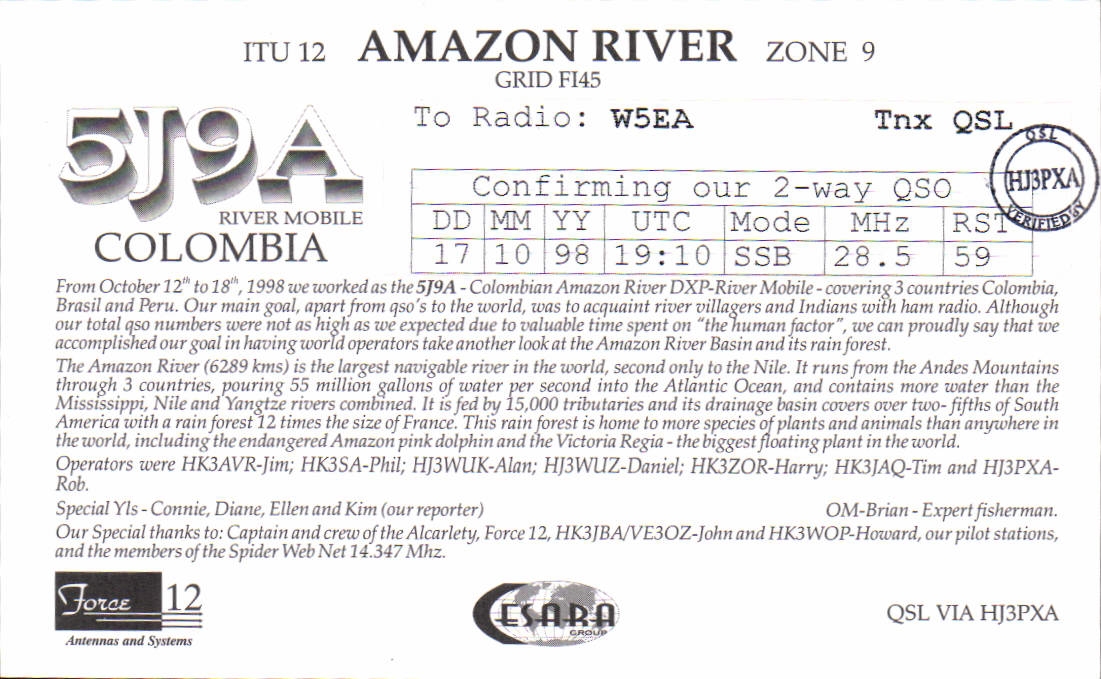 ITU 12 AMAZON RIVER ZONE 9
GRID FI45
5J9A
RIVER MOBILE
COLOMBIA
To Radio: W5EA Tnx QSL
QSL
HJ3PXA
VERIFIED BY
Confirming our 2-way QSO
DD MM YY UTC Mode MHz RST
17 10 98 19:10 SSB 28.5 59
From October 12th to 18th, 1998 we worked as the 5J9A - Colombian Amazon River DXP-River Mobile - covering 3 countries Colombia,
Brasil and Peru. Our main goal, apart from qso's to the world, was to acquaint river villagers and Indians with ham radio. Although
our total qso numbers were not as high as we expected due to valuable time spent on "the human factor", we can proudly say that we
accomplished our goal in having world operators take another look at the Amazon River Basin and its rain forest.
The Amazon River (6289 kms) is the largest navigable river in the world, second only to the Nile. It runs from the Andes Mountains
through 3 countries, pouring 55 million gallons of water per second into the Atlantic Ocean, and contains more water than the
Mississippi, Nile and Yangtze rivers combined. It is fed by 15,000 tributaries and its drainage basin covers over two- fifths of South
America with a rain forest 12 times the size of France. This rain forest is home to more species of plants and animals than anywhere in
the world, including the endangered Amazon pink dolphin and the Victoria Regia - the biggest floating plant in the world.
Operators were HK3AVR-Jim; HK3SA-Phil; HJ3WUK-Alan; HJ3WUZ-Daniel; HK3ZOR-Harry; HK3JAQ-Tim and HJ3PXA-
Rob.
Special Yls - Connie, Diane, Ellen and Kim (our reporter) OM-Brian - Expert fisherman.
Our Special thanks to: Captain and crew of the Alcarlety, Force 12, HK3JBA/VE3OZ-John and HK3WOP-Howard, our pilot stations,
and the members of the Spider Web Net 14.347 Mhz.
Force 12
Antennas and Systems
CESARA
GROUP
QSL VIA HJ3PXA